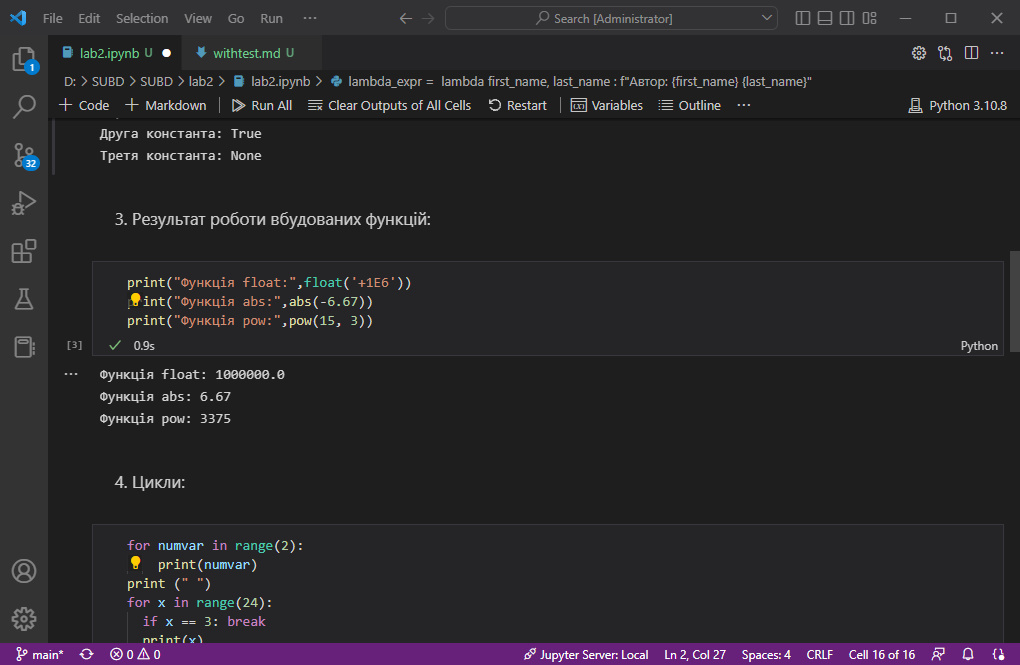 File Edit Selection View Go Run ··· Search [Administrator]
lab2.ipynb U ● withtest.md U
D: > SUBD > SUBD > lab2 > lab2.ipynb > lambda_expr = lambda first_name, last_name : f"Автор: {first_name} {last_name}"
+ Code + Markdown Run All Clear Outputs of All Cells Restart Variables Outline ··· Python 3.10.8
1
32
Друга константа: True
Третя константа: None
3. Результат роботи вбудованих функцій:
print("Функція float:",float('+1E6'))
int("Функція abs:",abs(-6.67))
print("Функція pow:",pow(15, 3))
[3] ✓ 0.9s Python
··· Функція float: 1000000.0
Функція abs: 6.67
Функція pow: 3375
4. Цикли:
for numvar in range(2):
print(numvar)
print (" ")
for x in range(24):
if x == 3: break
print(x)
main* 0 0 Jupyter Server: Local Ln 2, Col 27 Spaces: 4 CRLF Cell 16 of 16